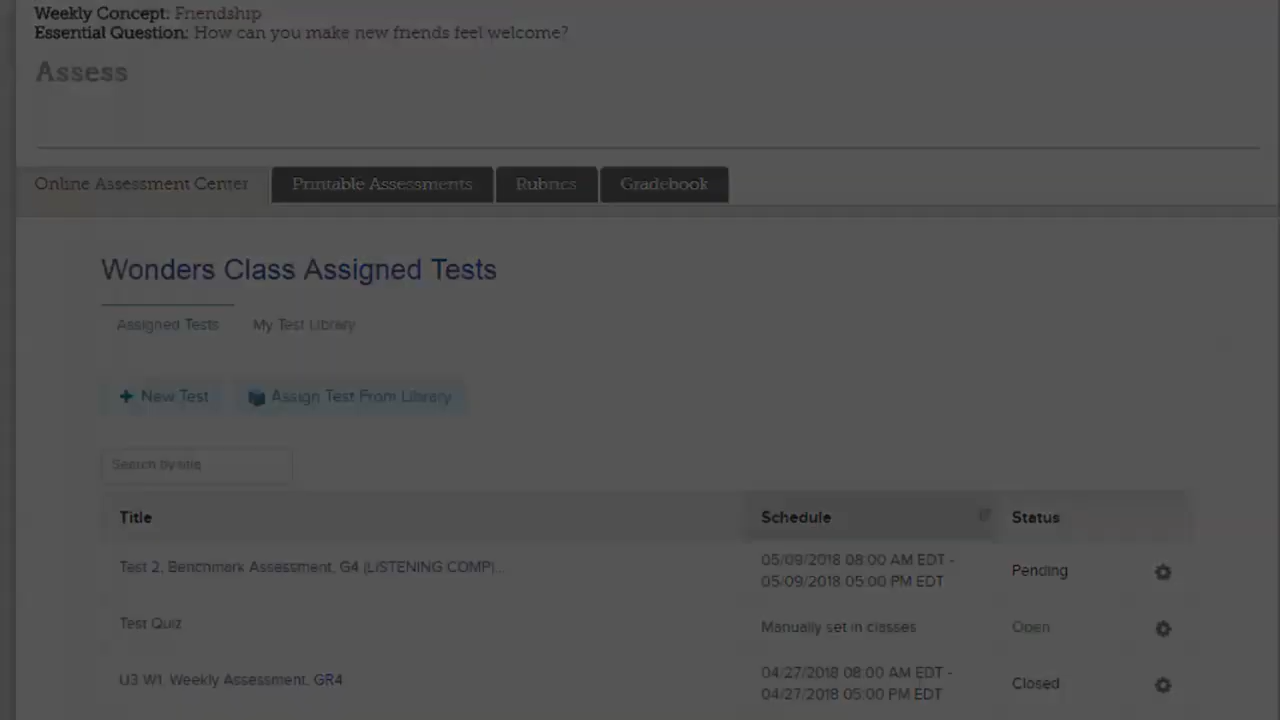 Weekly Concept: Friendship
Essential Question: How can you make new friends feel welcome?
Assess
Online Assessment Center
Printable Assessments
Rubrics
Gradebook
Wonders Class Assigned Tests
Assigned Tests
My Test Library
New Test
Assign Test From Library
Search by title
Title
Schedule
Status
Test 2, Benchmark Assessment, G4 (LISTENING COMP)...
05/09/2018 08:00 AM EDT -
05/09/2018 05:00 PM EDT
Pending
Test Quiz
Manually set in classes
Open
U3 W1, Weekly Assessment, GR4
04/27/2018 08:00 AM EDT -
04/27/2018 05:00 PM EDT
Closed